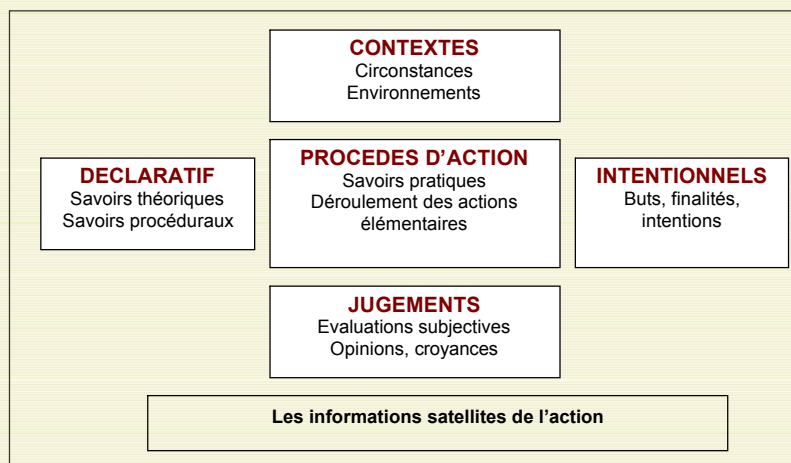 CONTEXTES
Circonstances
Environnements
DECLARATIF
Savoirs théoriques
Savoirs procéduraux
PROCEDES D’ACTION
Savoirs pratiques
Déroulement des actions
élémentaires
INTENTIONNELS
Buts, finalités,
intentions
JUGEMENTS
Evaluations subjectives
Opinions, croyances
Les informations satellites de l’action